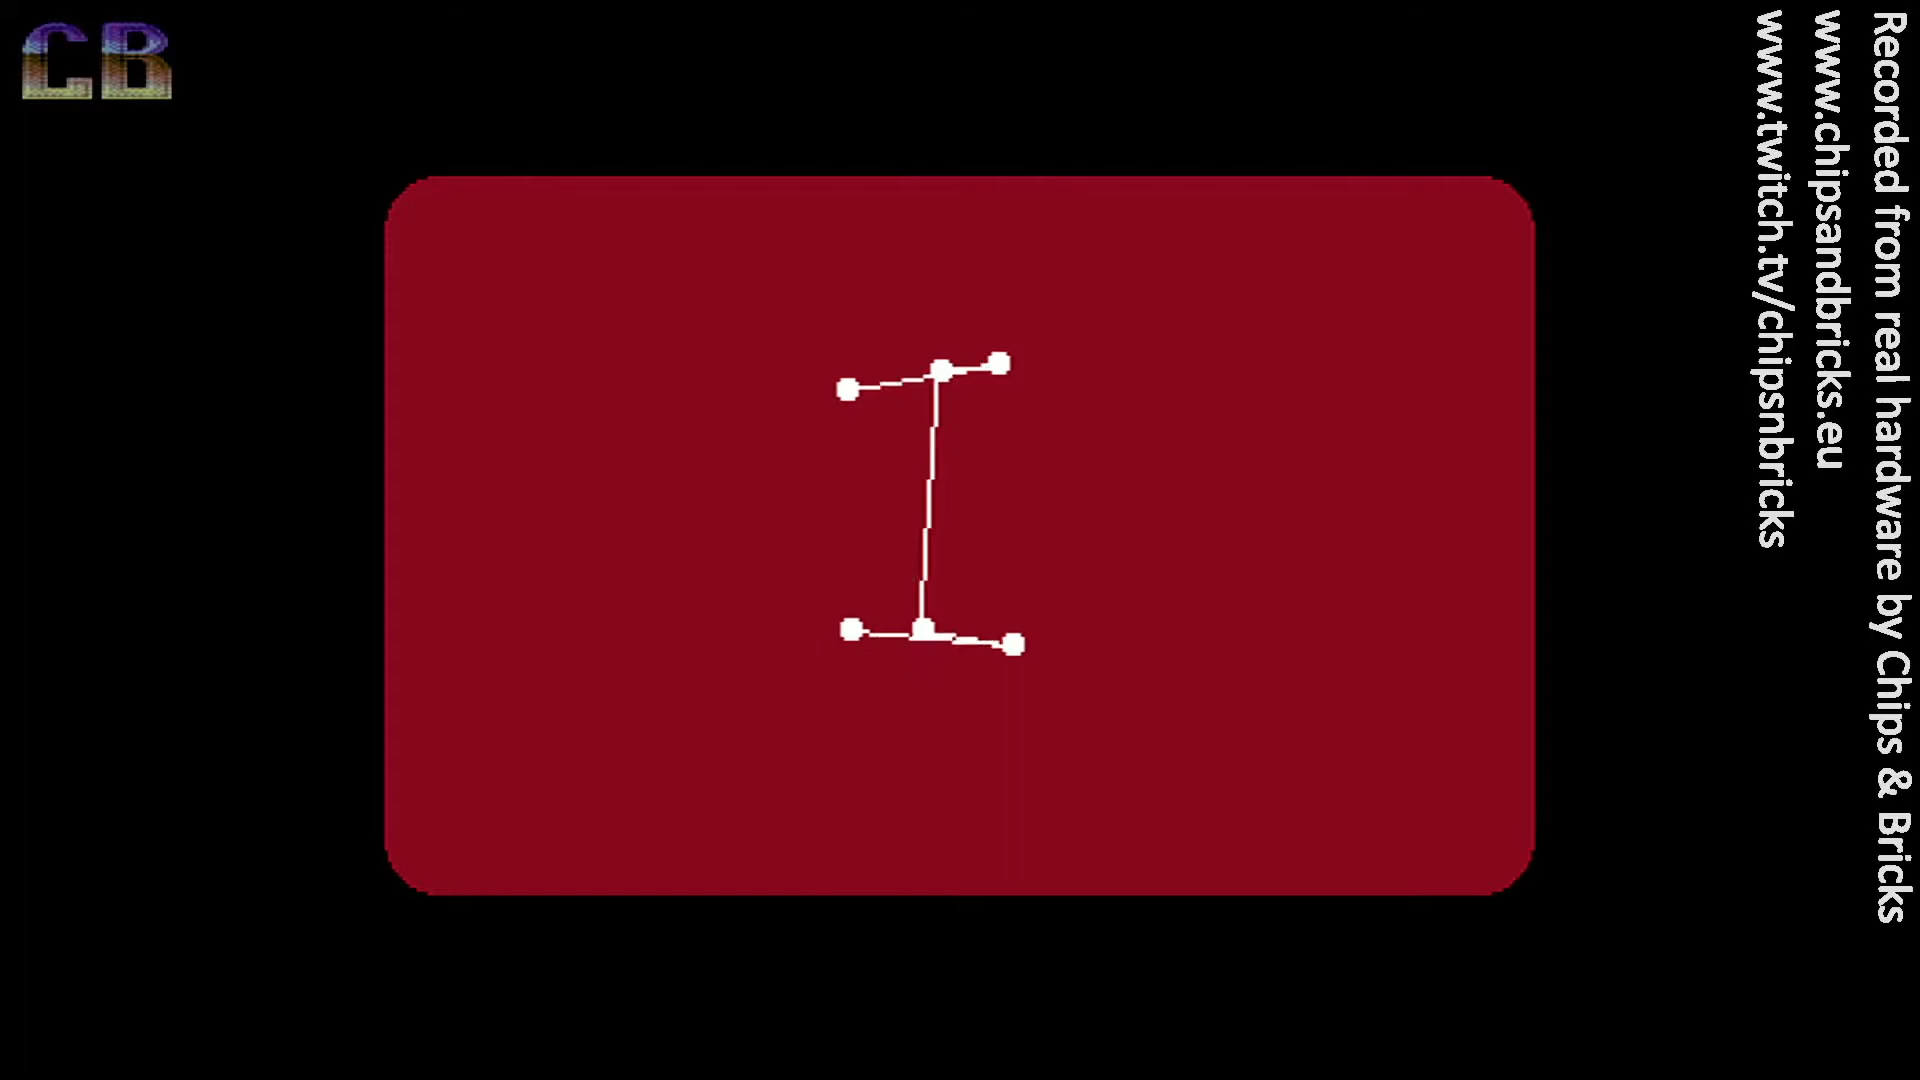 CB
I
Recorded from real hardware by Chips & Bricks
www.chipsandbricks.eu
www.twitch.tv/chipsnbricks